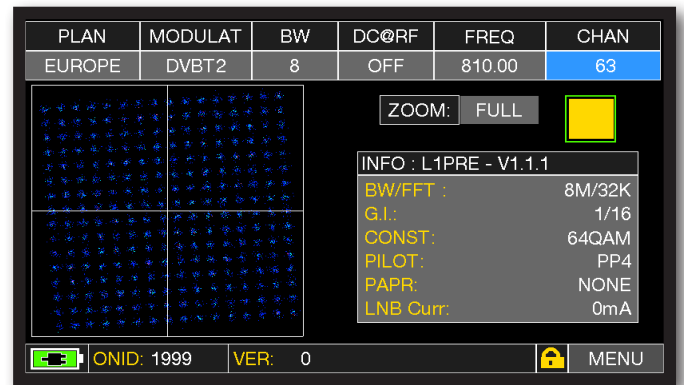 PLAN MODULAT BW DC@RF FREQ CHAN
EUROPE DVBT2 8 OFF 810.00 63
ZOOM: FULL
INFO : L1PRE - V1.1.1
BW/FFT : 8M/32K
G.I.: 1/16
CONST: 64QAM
PILOT: PP4
PAPR: NONE
LNB Curr: 0mA
ONID: 1999 VER: 0 MENU